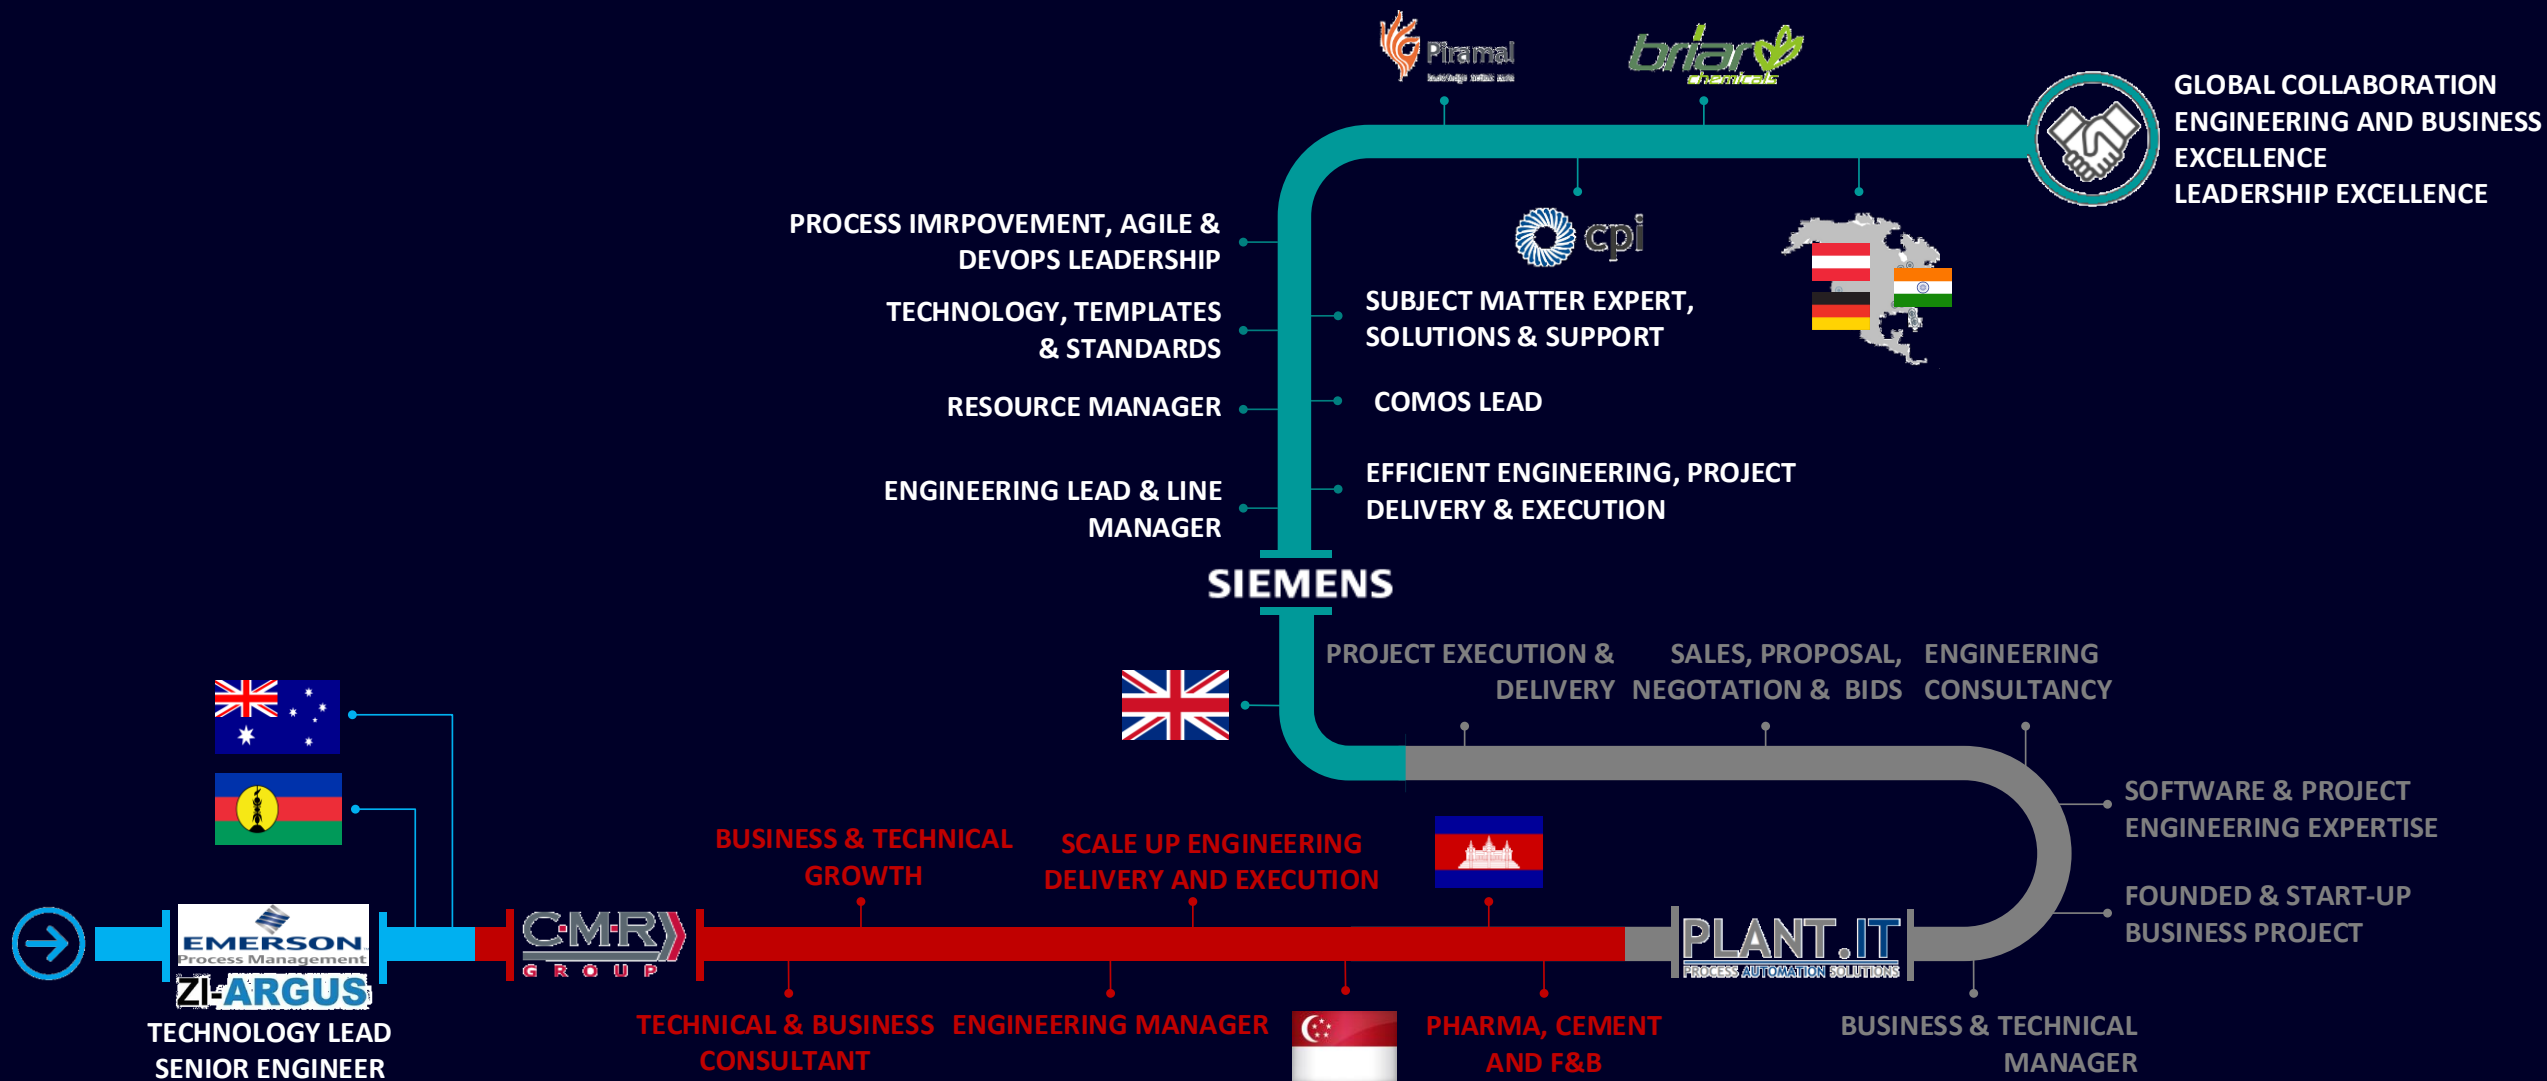 Piramal
briar
chemicals
GLOBAL COLLABORATION
ENGINEERING AND BUSINESS
EXCELLENCE
LEADERSHIP EXCELLENCE
PROCESS IMRPOVEMENT, AGILE &
DEVOPS LEADERSHIP
cpi
TECHNOLOGY, TEMPLATES
& STANDARDS
SUBJECT MATTER EXPERT,
SOLUTIONS & SUPPORT
RESOURCE MANAGER
COMOS LEAD
ENGINEERING LEAD & LINE
MANAGER
EFFICIENT ENGINEERING, PROJECT
DELIVERY & EXECUTION
SIEMENS
PROJECT EXECUTION &
DELIVERY
SALES, PROPOSAL,
NEGOTATION & BIDS
ENGINEERING
CONSULTANCY
SOFTWARE & PROJECT
ENGINEERING EXPERTISE
FOUNDED & START-UP
BUSINESS PROJECT
BUSINESS & TECHNICAL
GROWTH
SCALE UP ENGINEERING
DELIVERY AND EXECUTION
EMERSON
Process Management
ZI-ARGUS
TECHNOLOGY LEAD
SENIOR ENGINEER
C·M·R
GROUP
PLANT.IT
PROCESS AUTOMATION SOLUTIONS
TECHNICAL & BUSINESS
CONSULTANT
ENGINEERING MANAGER
PHARMA, CEMENT
AND F&B
BUSINESS & TECHNICAL
MANAGER